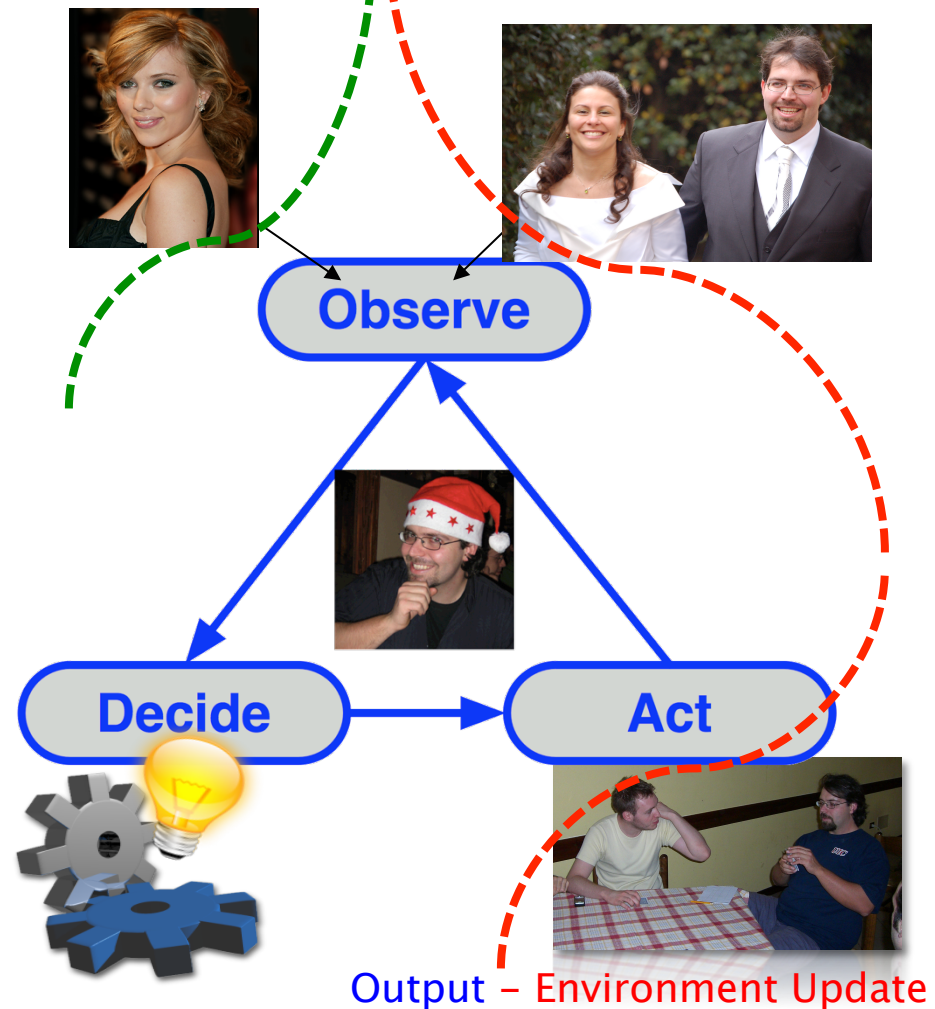 Observe
Decide
Act
Output – Environment Update